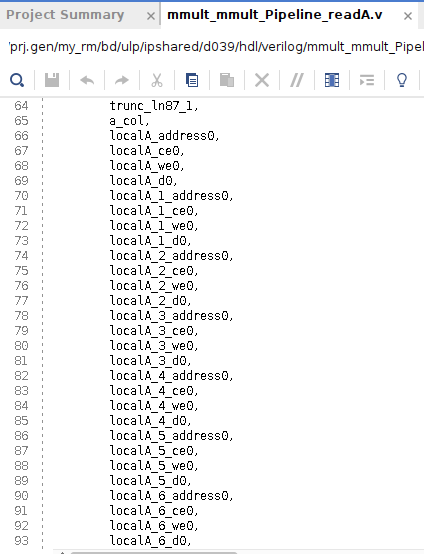 Project Summary × mmult_mmult_Pipeline_readA.v ×
'prj.gen/my_rm/bd/ulp/ipshared/d039/hdl/verilog/mmult_mmult_Pipel
64 trunc_ln87_1,
65 a_col,
66 localA_address0,
67 localA_ce0,
68 localA_we0,
69 localA_d0,
70 localA_1_address0,
71 localA_1_ce0,
72 localA_1_we0,
73 localA_1_d0,
74 localA_2_address0,
75 localA_2_ce0,
76 localA_2_we0,
77 localA_2_d0,
78 localA_3_address0,
79 localA_3_ce0,
80 localA_3_we0,
81 localA_3_d0,
82 localA_4_address0,
83 localA_4_ce0,
84 localA_4_we0,
85 localA_4_d0,
86 localA_5_address0,
87 localA_5_ce0,
88 localA_5_we0,
89 localA_5_d0,
90 localA_6_address0,
91 localA_6_ce0,
92 localA_6_we0,
93 localA_6_d0,